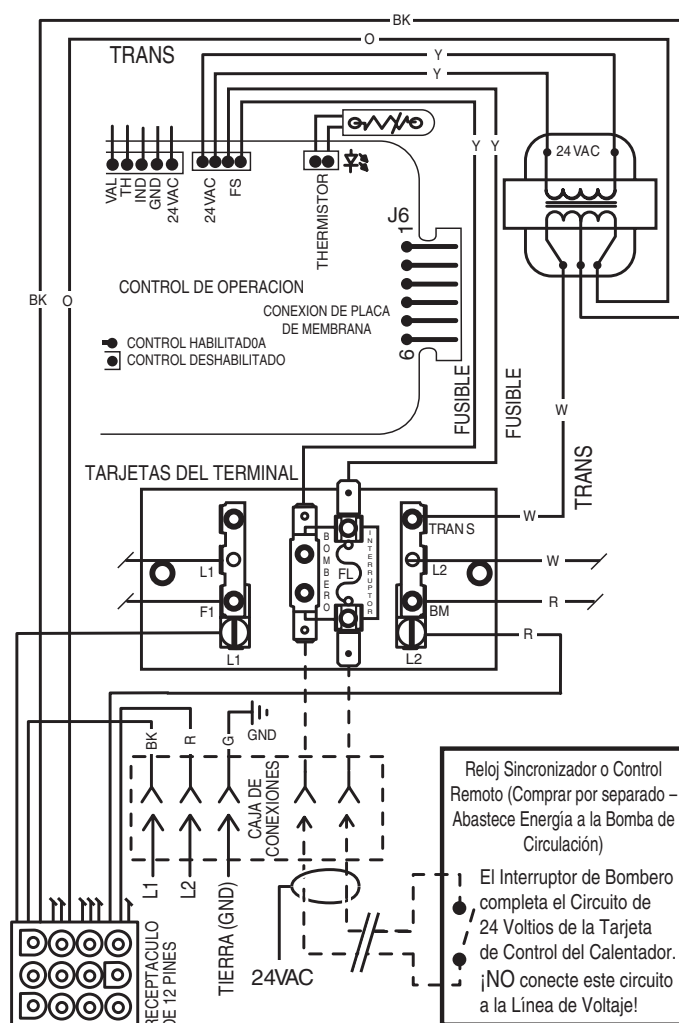 BK
O
TRANS
Y
Y
Y
Y
24 VAC
VAL
TH
IND
GND
24VAC
24VAC
FS
THERMISTOR
J6
1
CONTROL DE OPERACION
CONEXION DE PLACA
DE MEMBRANA
BK
O
CONTROL HABILITAD0A
CONTROL DESHABILITADO
6
FUSIBLE
FUSIBLE
W
TRANS
TARJETAS DEL TERMINAL
TRANS
W
BOMBERO
INTERRUPTOR
L1
FL
L2
W
F1
BM
R
R
L1
L2
BK
R
G
GND
CAJA DE
CONEXIONES
L1
L2
TIERRA (GND)
24VAC
RECEPTACULO
DE 12 PINES
Reloj Sincronizador o Control
Remoto (Comprar por separado –
Abastece Energía a la Bomba de
Circulación)
El Interruptor de Bombero
completa el Circuito de
24 Voltios de la Tarjeta
de Control del Calentador.
¡NO conecte este circuito
a la Línea de Voltaje!